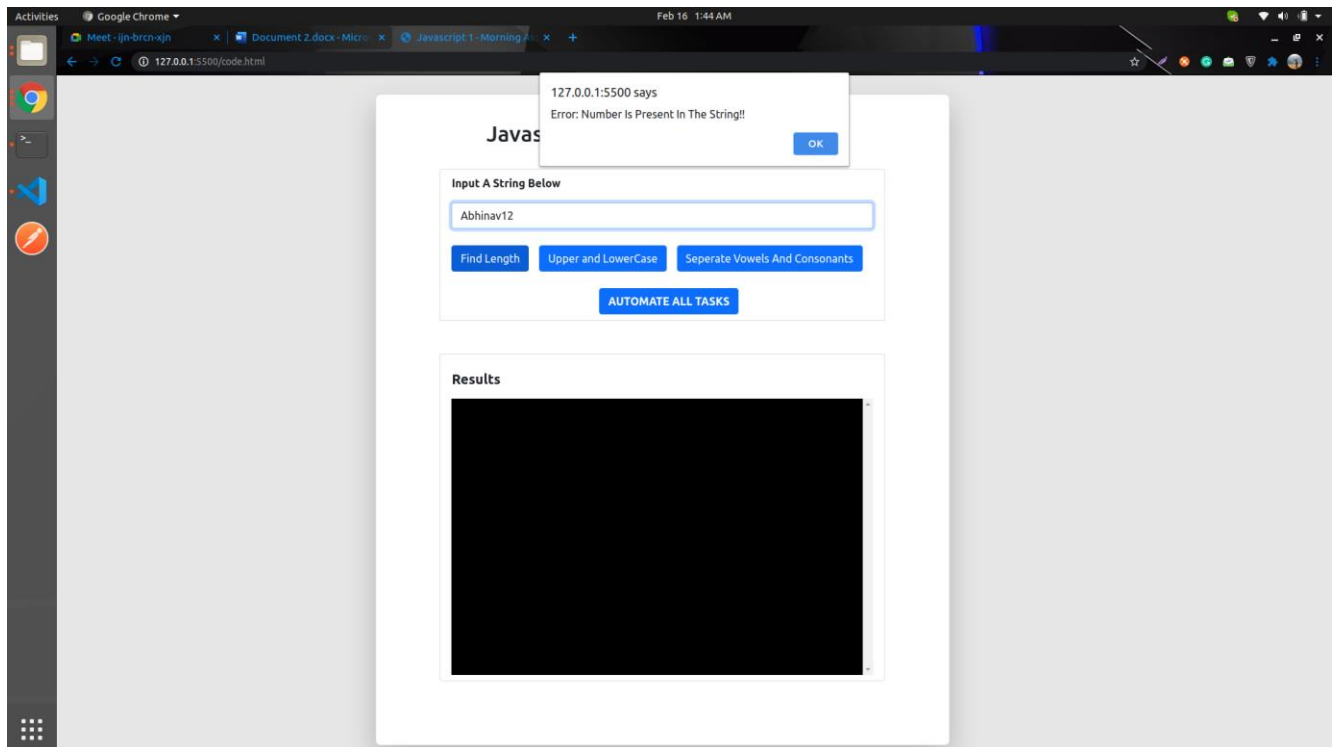 Activities Google Chrome Feb 16 1:44 AM
Meet - ijn-brcn-xjn Document 2.docx - Micro Javascript 1 - Morning
127.0.0.1:5500/code.html
127.0.0.1:5500 says
Error: Number Is Present In The String!!
OK
Javas
Input A String Below
Abhinav12
Find Length Upper and LowerCase Seperate Vowels And Consonants
AUTOMATE ALL TASKS
Results